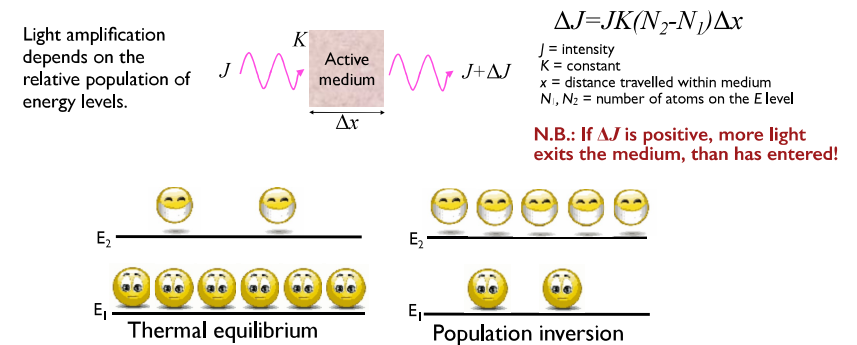 Light amplification
depends on the
relative population of
energy levels.
J
K
Active
medium
J+ΔJ
Δx
ΔJ=JK(N₂-N₁)Δx
J = intensity
K = constant
x = distance travelled within medium
N₁, N₂ = number of atoms on the E level
N.B.: If ΔJ is positive, more light
exits the medium, than has entered!
E₂
E₁
Thermal equilibrium
E₂
E₁
Population inversion